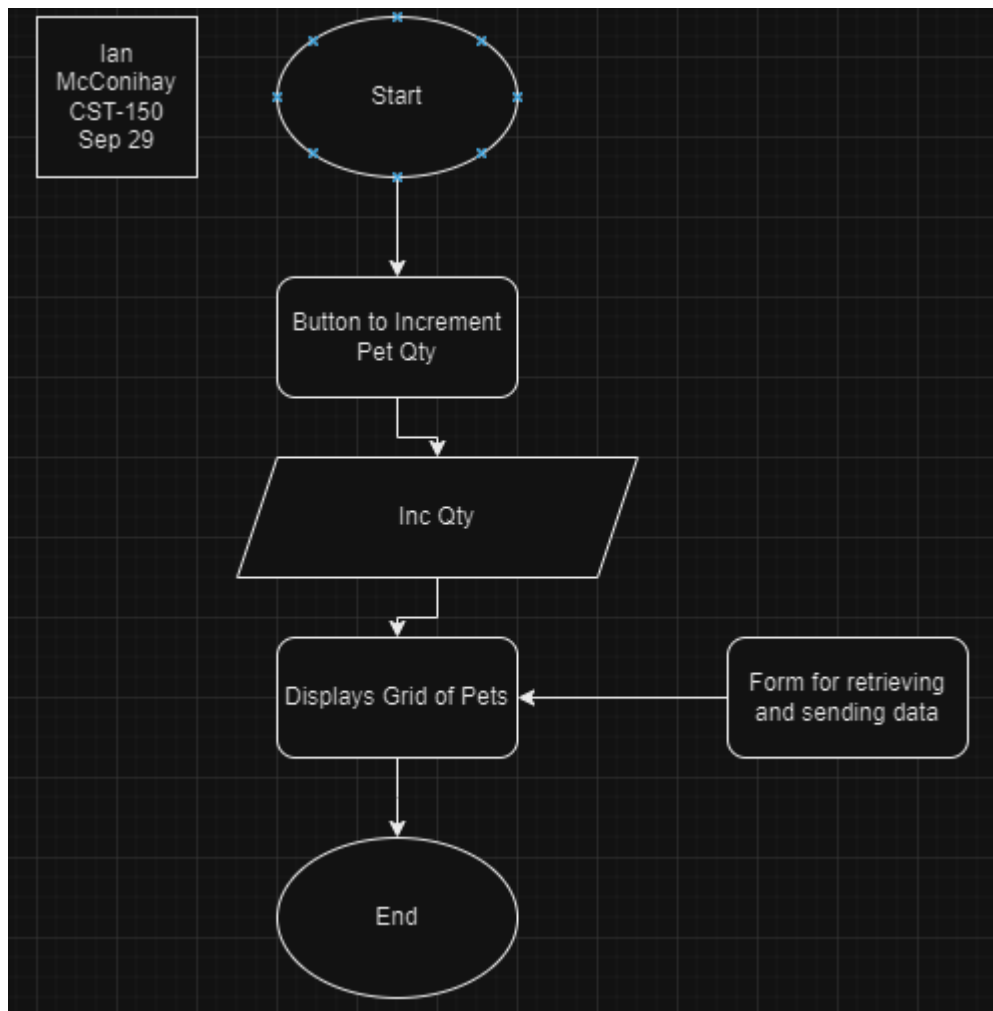 Ian
McConihay
CST-150
Sep 29
Start
Button to Increment
Pet Qty
Inc Qty
Displays Grid of Pets
Form for retrieving
and sending data
End